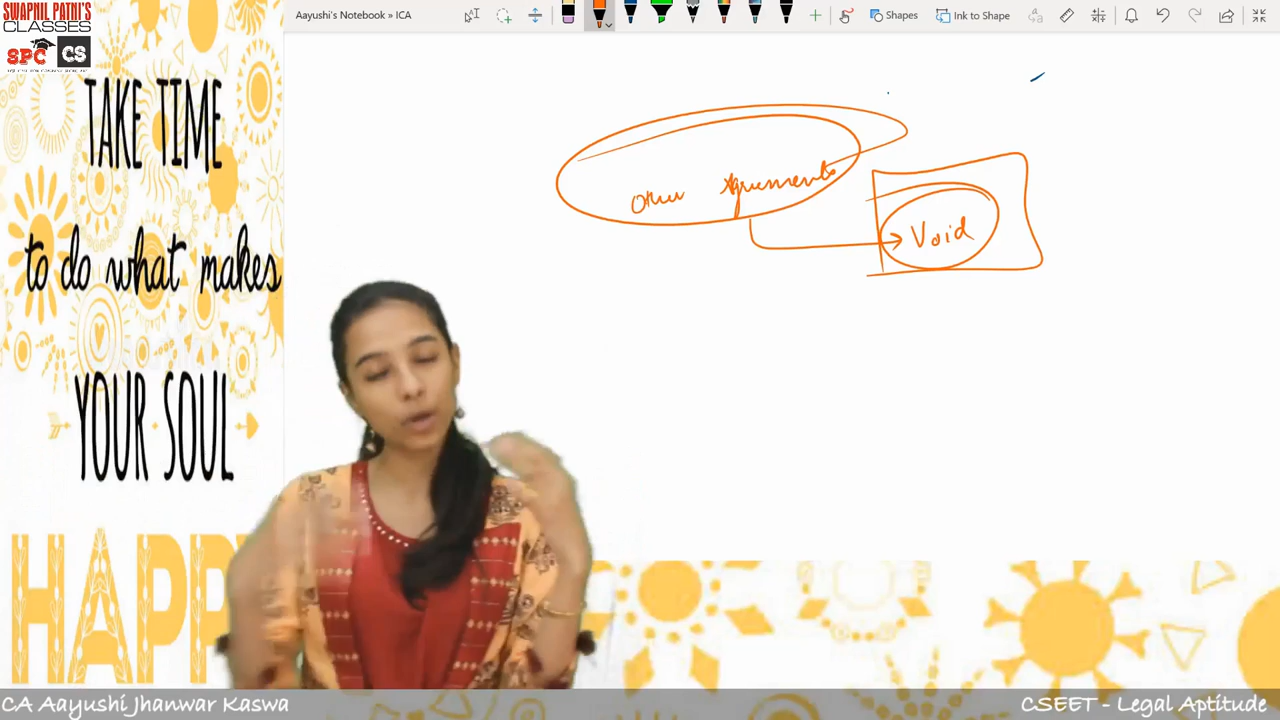 SWAPNIL PATNI'S
CLASSES
SPC CS
Aayushi's Notebook » ICA
Shapes
Ink to Shape
TAKE TIME
to do what makes
YOUR SOUL
HAPP
Other Agreements
Void
CA Aayushi Jhanwar Kaswa
CSEET - Legal Aptitude